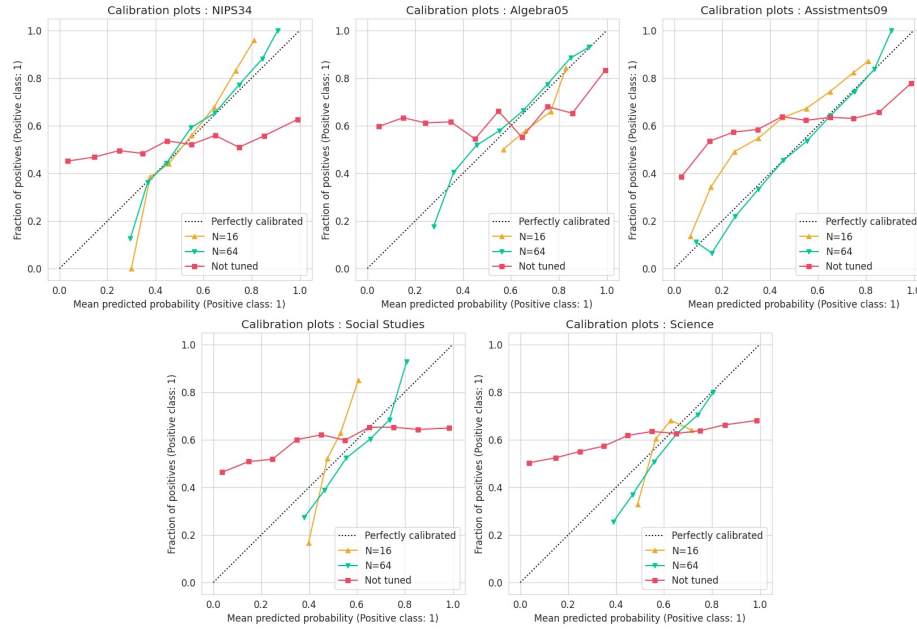 Calibration plots : NIPS34
Fraction of positives (Positive class: 1)
1.0
0.8
0.6
0.4
0.2
0.0
Perfectly calibrated
N=16
N=64
Not tuned
0.0 0.2 0.4 0.6 0.8 1.0
Mean predicted probability (Positive class: 1)
Calibration plots : Algebra05
Fraction of positives (Positive class: 1)
1.0
0.8
0.6
0.4
0.2
0.0
Perfectly calibrated
N=16
N=64
Not tuned
0.0 0.2 0.4 0.6 0.8 1.0
Mean predicted probability (Positive class: 1)
Calibration plots : Assistments09
Fraction of positives (Positive class: 1)
1.0
0.8
0.6
0.4
0.2
0.0
Perfectly calibrated
N=16
N=64
Not tuned
0.0 0.2 0.4 0.6 0.8 1.0
Mean predicted probability (Positive class: 1)
Calibration plots : Social Studies
Fraction of positives (Positive class: 1)
1.0
0.8
0.6
0.4
0.2
0.0
Perfectly calibrated
N=16
N=64
Not tuned
0.0 0.2 0.4 0.6 0.8 1.0
Mean predicted probability (Positive class: 1)
Calibration plots : Science
Fraction of positives (Positive class: 1)
1.0
0.8
0.6
0.4
0.2
0.0
Perfectly calibrated
N=16
N=64
Not tuned
0.0 0.2 0.4 0.6 0.8 1.0
Mean predicted probability (Positive class: 1)